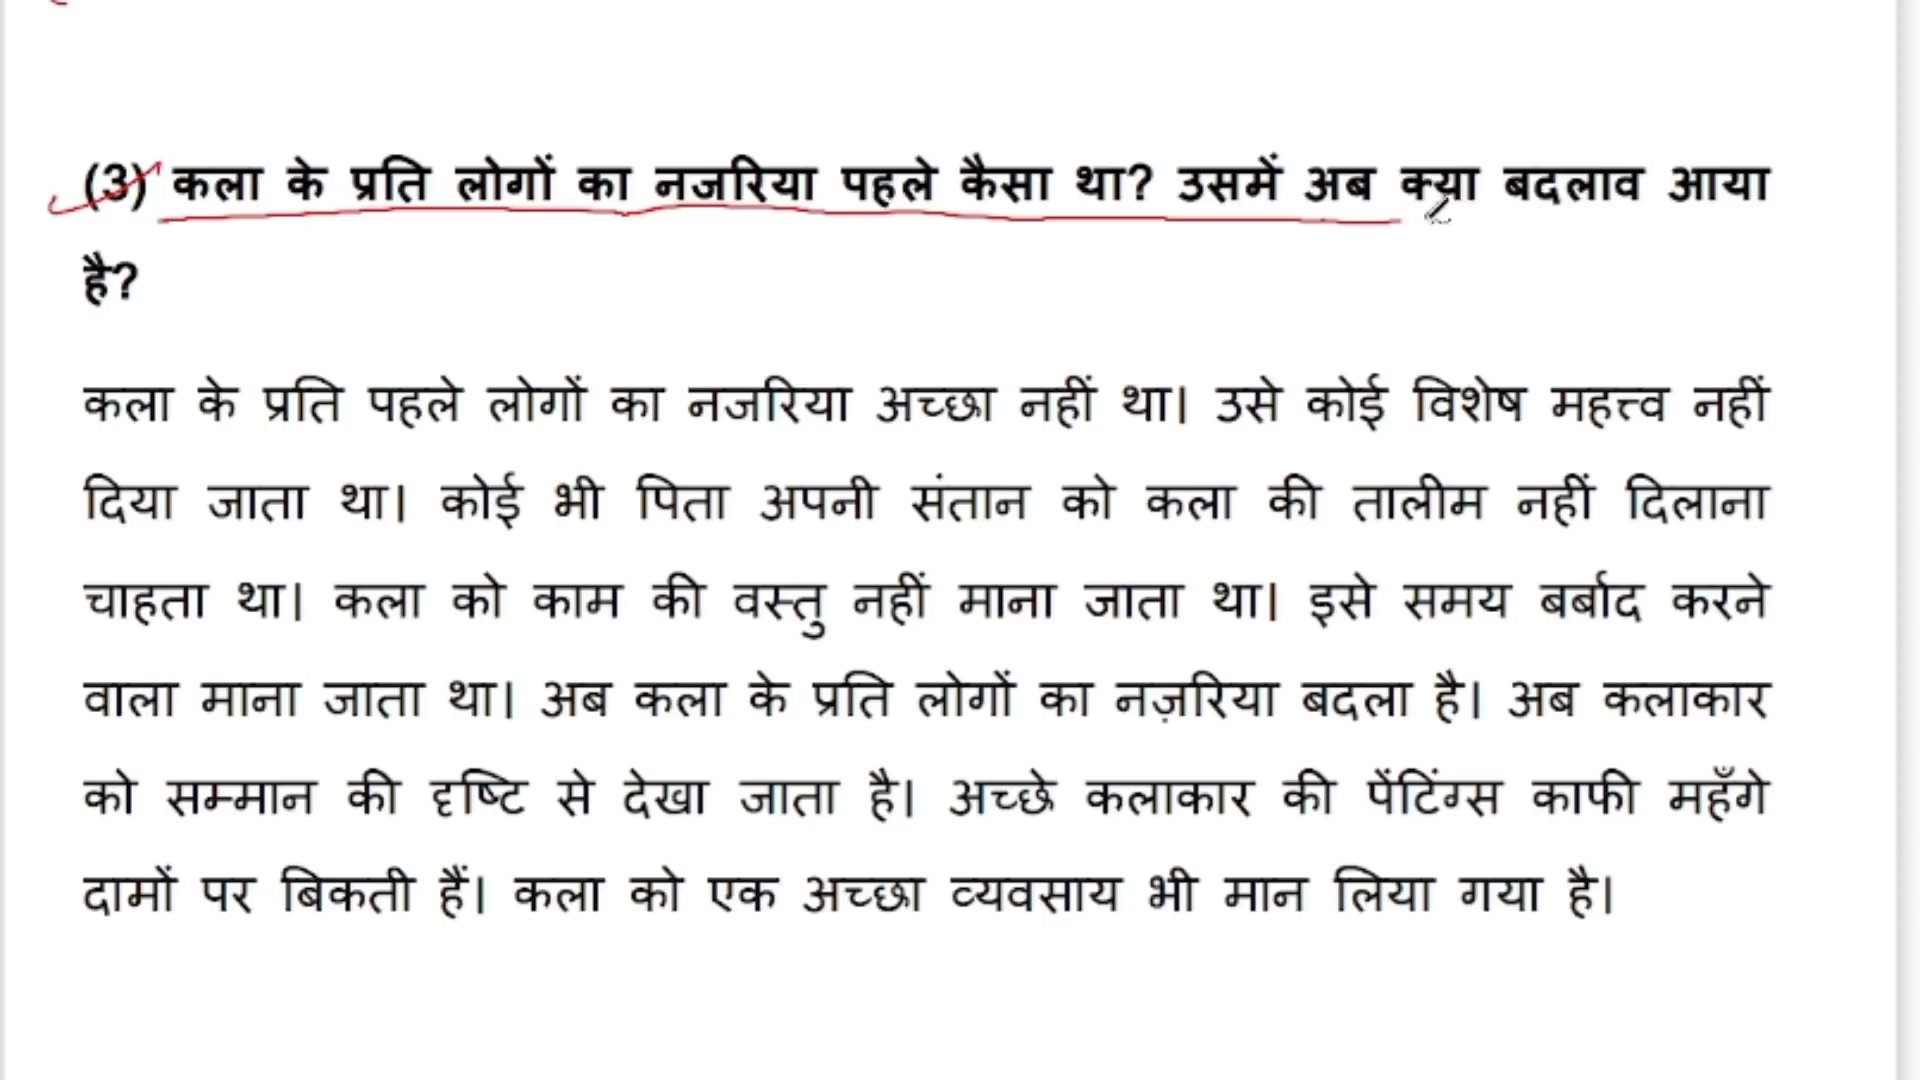 (3) कला के प्रति लोगों का नजरिया पहले कैसा था? उसमें अब क्या बदलाव आया
है?
कला के प्रति पहले लोगों का नजरिया अच्छा नहीं था। उसे कोई विशेष महत्त्व नहीं
दिया जाता था। कोई भी पिता अपनी संतान को कला की तालीम नहीं दिलाना
चाहता था। कला को काम की वस्तु नहीं माना जाता था। इसे समय बर्बाद करने
वाला माना जाता था। अब कला के प्रति लोगों का नज़रिया बदला है। अब कलाकार
को सम्मान की दृष्टि से देखा जाता है। अच्छे कलाकार की पेंटिंग्स काफी महँगे
दामों पर बिकती हैं। कला को एक अच्छा व्यवसाय भी मान लिया गया है।